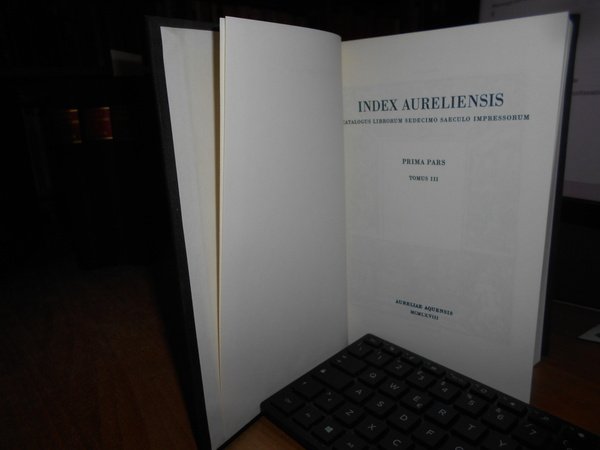 INDEX AURELIENSIS
CATALOGUS LIBRORUM SEDECIMO SAECULO IMPRESSORUM
PRIMA PARS
TOMUS III
AURELIAE AQUENSIS
MCMLXVIII
Q W E R T Y
A S D
Z X C